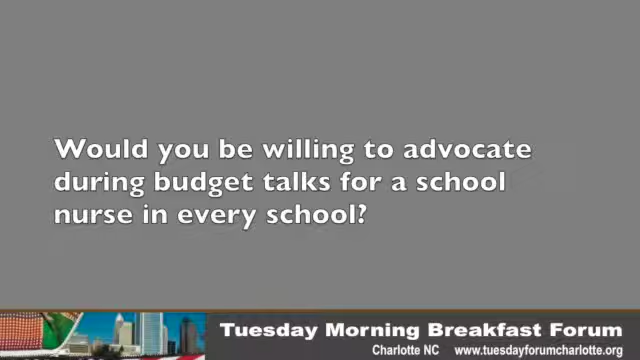 Would you be willing to advocate
during budget talks for a school
nurse in every school?
Tuesday Morning Breakfast Forum
Charlotte NC www.tuesdayforumcharlotte.org